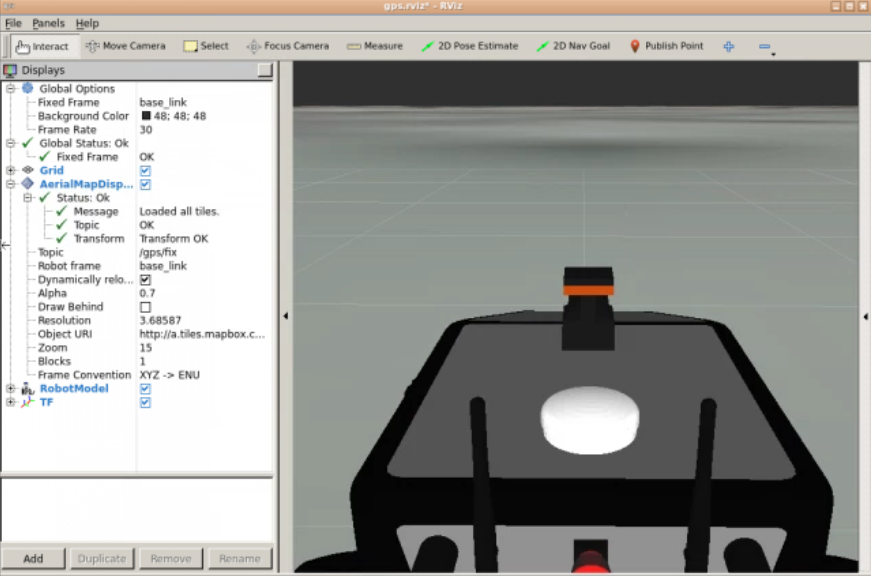 gps.rviz* - RViz
File Panels Help
Interact Move Camera Select Focus Camera Measure 2D Pose Estimate 2D Nav Goal Publish Point
Displays
Global Options
Fixed Frame base_link
Background Color 48; 48; 48
Frame Rate 30
Global Status: Ok
Fixed Frame OK
Grid
AerialMapDisp...
Status: Ok
Message Loaded all tiles.
Topic OK
Transform Transform OK
Topic /gps/fix
Robot frame base_link
Dynamically relo...
Alpha 0.7
Draw Behind
Resolution 3.68587
Object URI http://a.tiles.mapbox.c...
Zoom 15
Blocks 1
Frame Convention XYZ -> ENU
RobotModel
TF
Add Duplicate Remove Rename